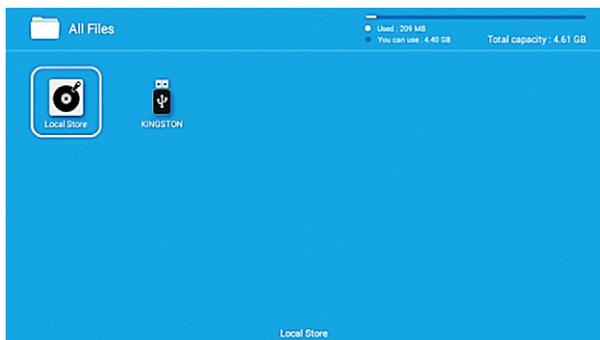 All Files
Used : 209 MB
You can use : 4.40 GB
Total capacity : 4.61 GB
Local Store
KINGSTON
Local Store